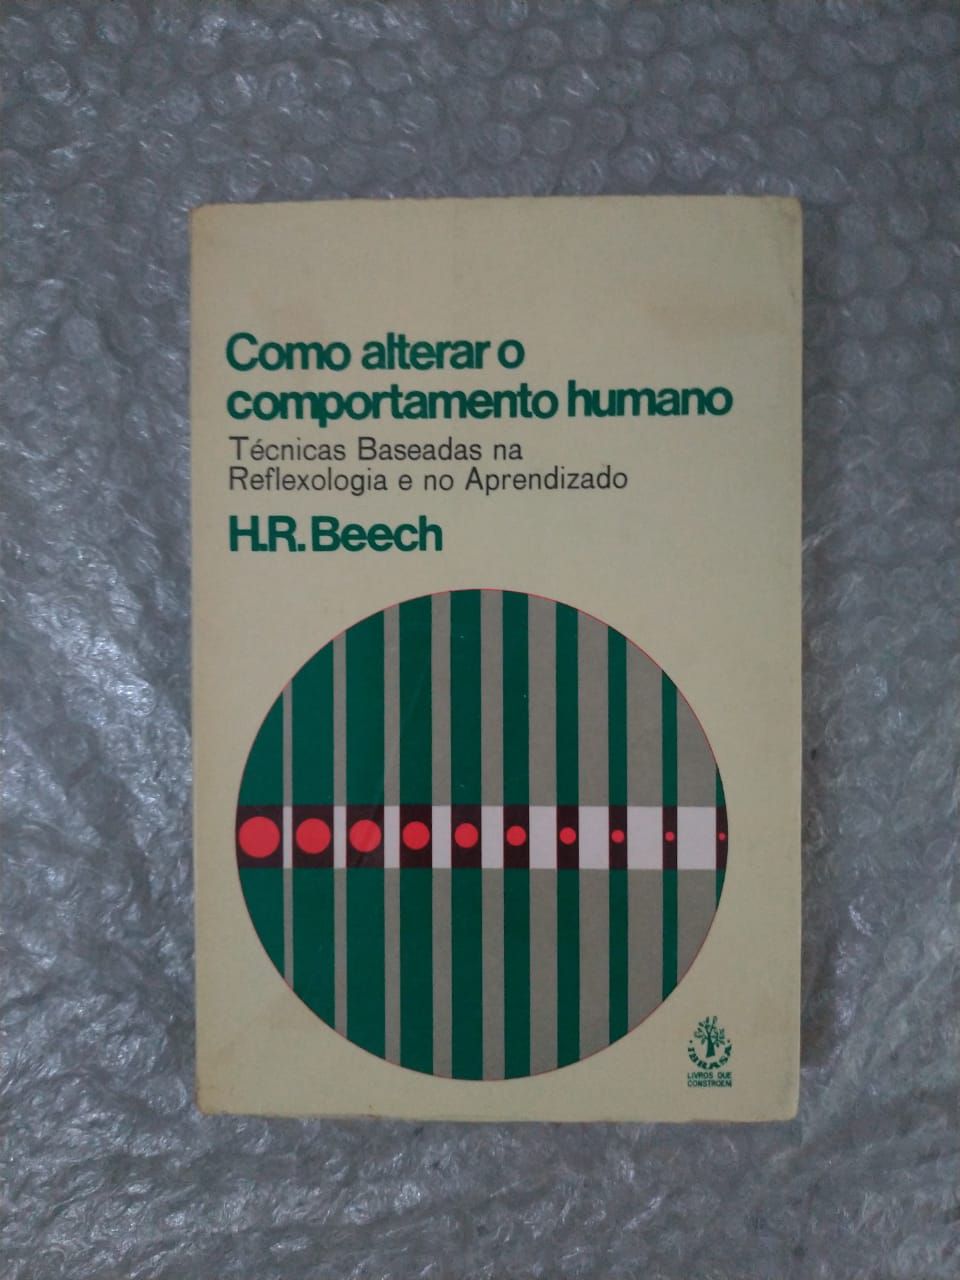 Como alterar o
comportamento humano
Técnicas Baseadas na
Reflexologia e no Aprendizado
H.R. Beech
IBRASA
LIVROS QUE
CONSTROEM